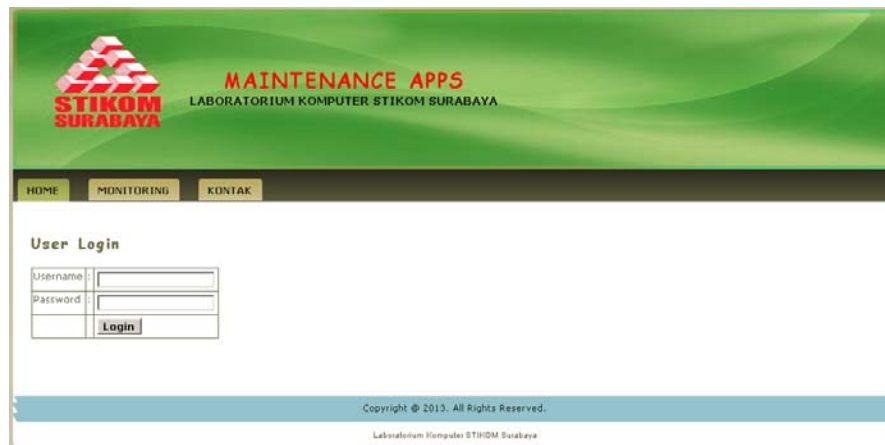 STIKOM
SURABAYA
MAINTENANCE APPS
LABORATORIUM KOMPUTER STIKOM SURABAYA
HOME MONITORING KONTAK
User Login
Username :
Password :
Login
Copyright @ 2013. All Rights Reserved.
Laboratorium Komputer STIKOM Surabaya